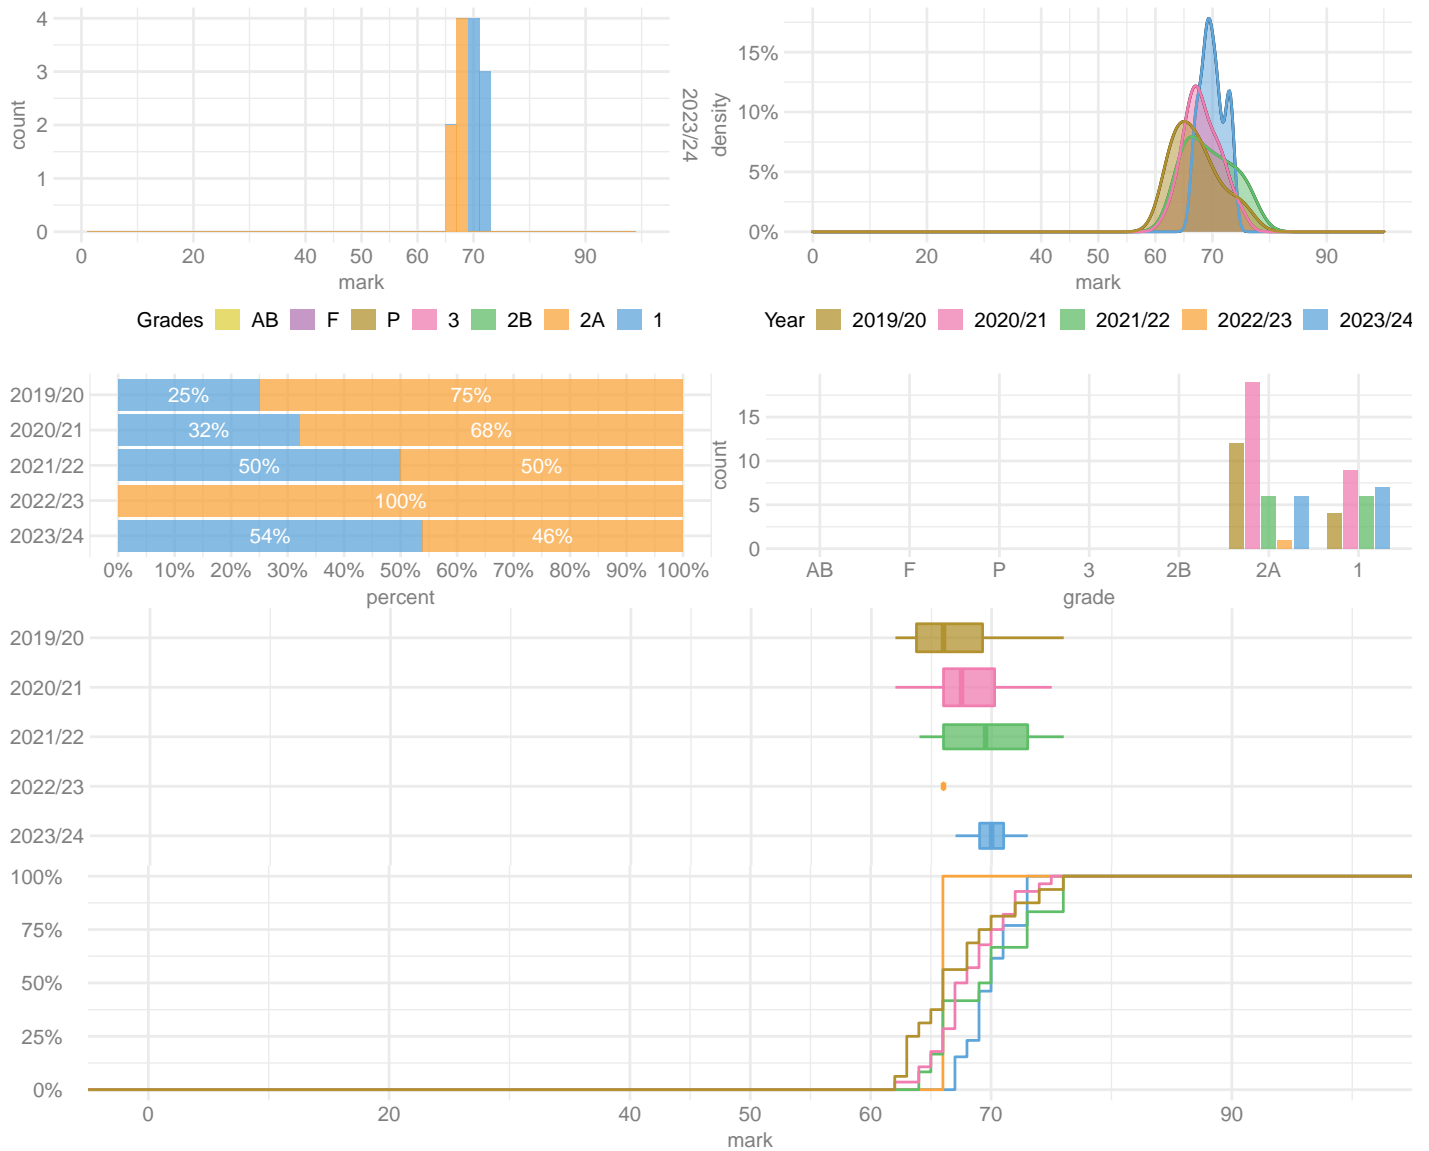 4
3
2
1
0
count
0 20 40 50 60 70 90
mark
2023/24
15%
10%
5%
0%
density
0 20 40 50 60 70 90
mark
Grades AB F P 3 2B 2A 1
Year 2019/20 2020/21 2021/22 2022/23 2023/24
2019/20 25% 75%
2020/21 32% 68%
2021/22 50% 50%
2022/23 100%
2023/24 54% 46%
0% 10% 20% 30% 40% 50% 60% 70% 80% 90% 100%
percent
15
10
5
0
count
AB F P 3 2B 2A 1
grade
2019/20
2020/21
2021/22
2022/23
2023/24
100%
75%
50%
25%
0%
0 20 40 50 60 70 90
mark